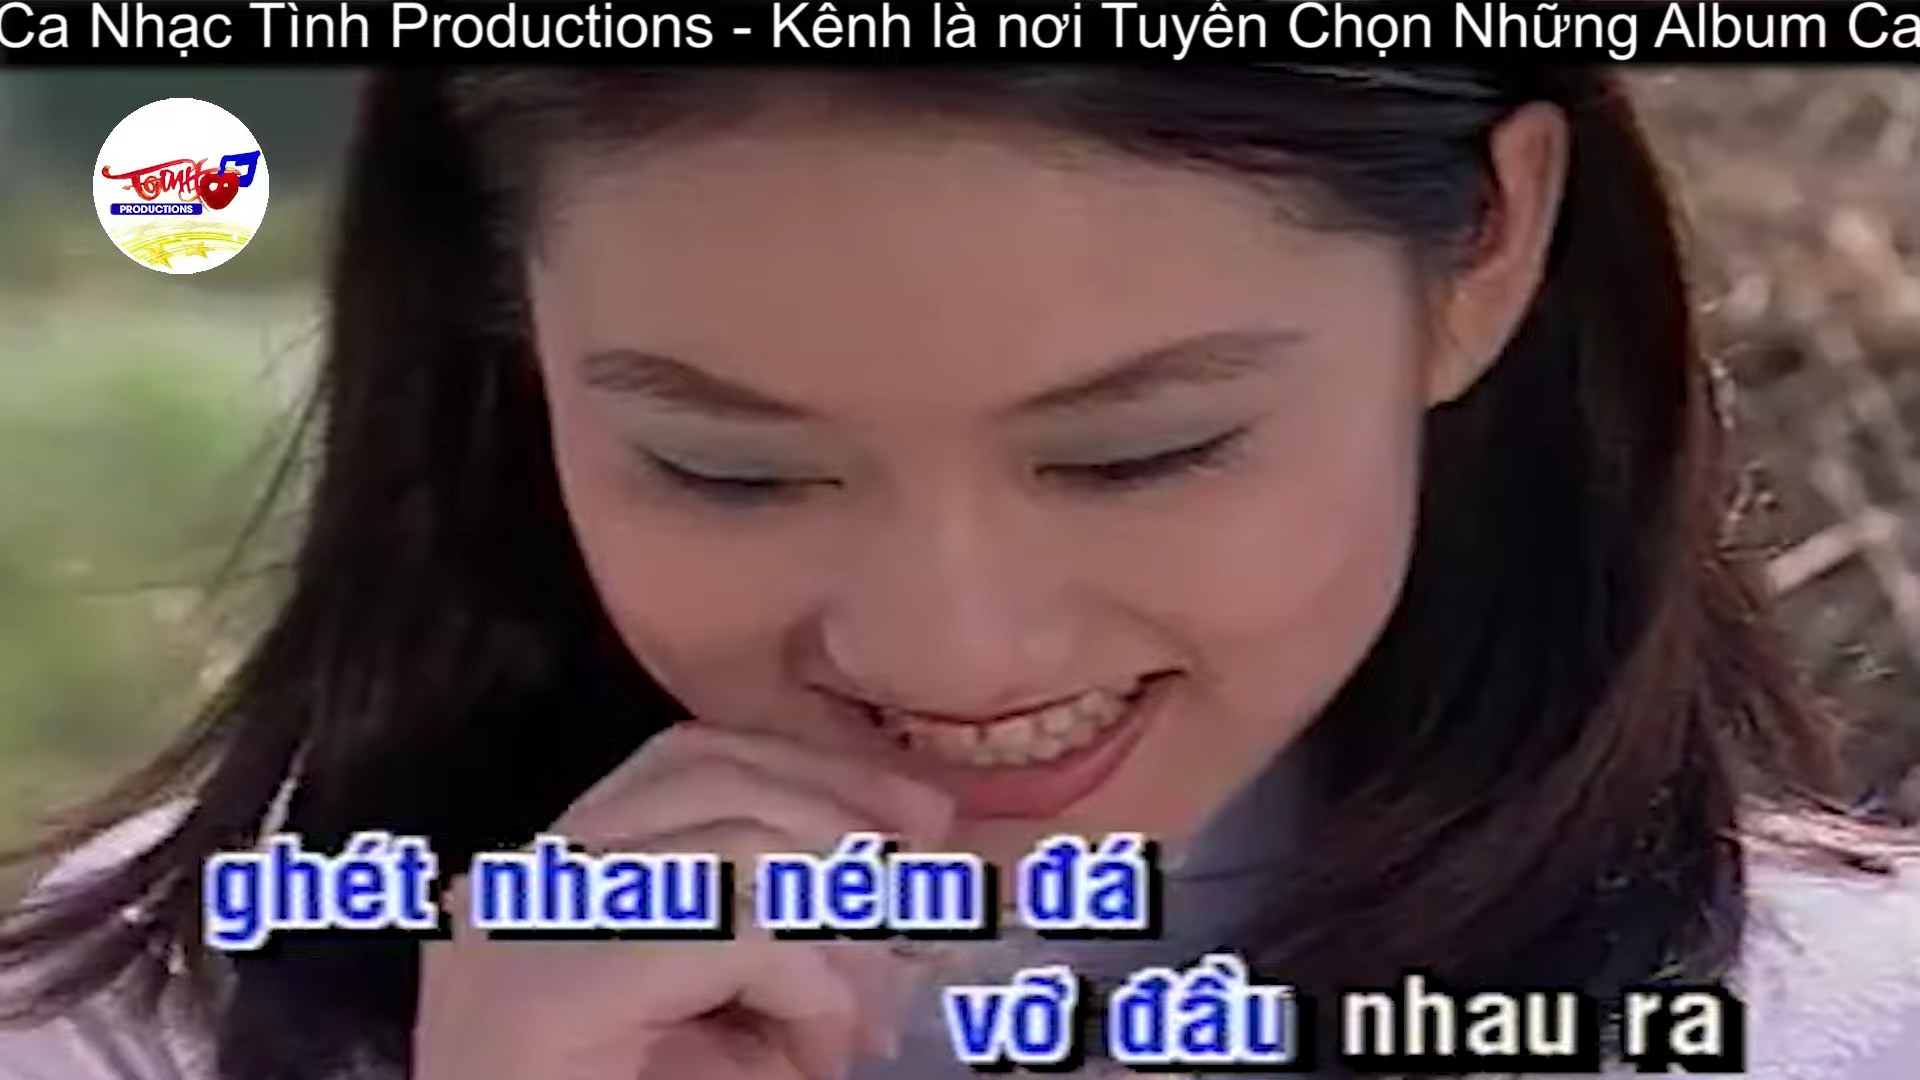 Ca Nhạc Tình Productions - Kênh là nơi Tuyển Chọn Những Album Ca
PRODUCTIONS
ghét nhau ném đá
vỡ đầu nhau ra